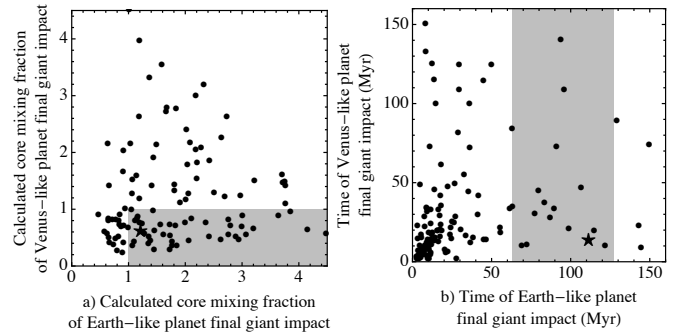 Calculated core mixing fraction
of Venus−like planet final giant impact
4
3
2
1
0
0
1
2
3
4
a) Calculated core mixing fraction
of Earth−like planet final giant impact
Time of Venus−like planet
final giant impact (Myr)
150
100
50
0
0
50
100
150
b) Time of Earth−like planet
final giant impact (Myr)